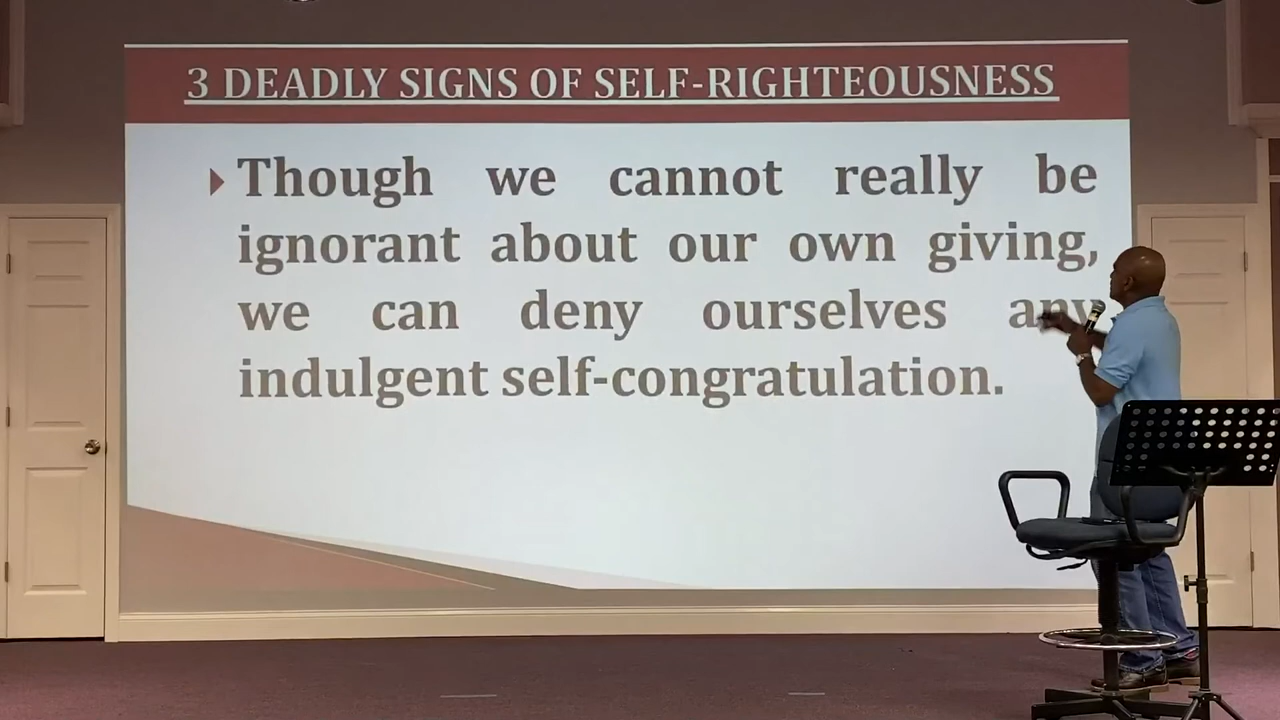 3 DEADLY SIGNS OF SELF-RIGHTEOUSNESS
Though we cannot really be
ignorant about our own giving,
we can deny ourselves any
indulgent self-congratulation.